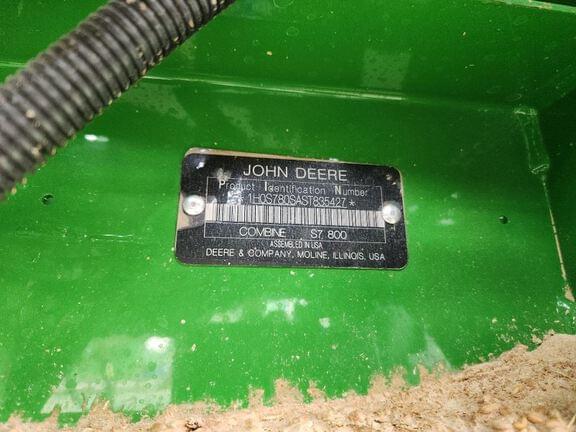 JOHN DEERE
Product Identification Number
*1H0S780SAST835427*
COMBINE S7 800
ASSEMBLED IN USA
DEERE & COMPANY, MOLINE, ILLINOIS, USA